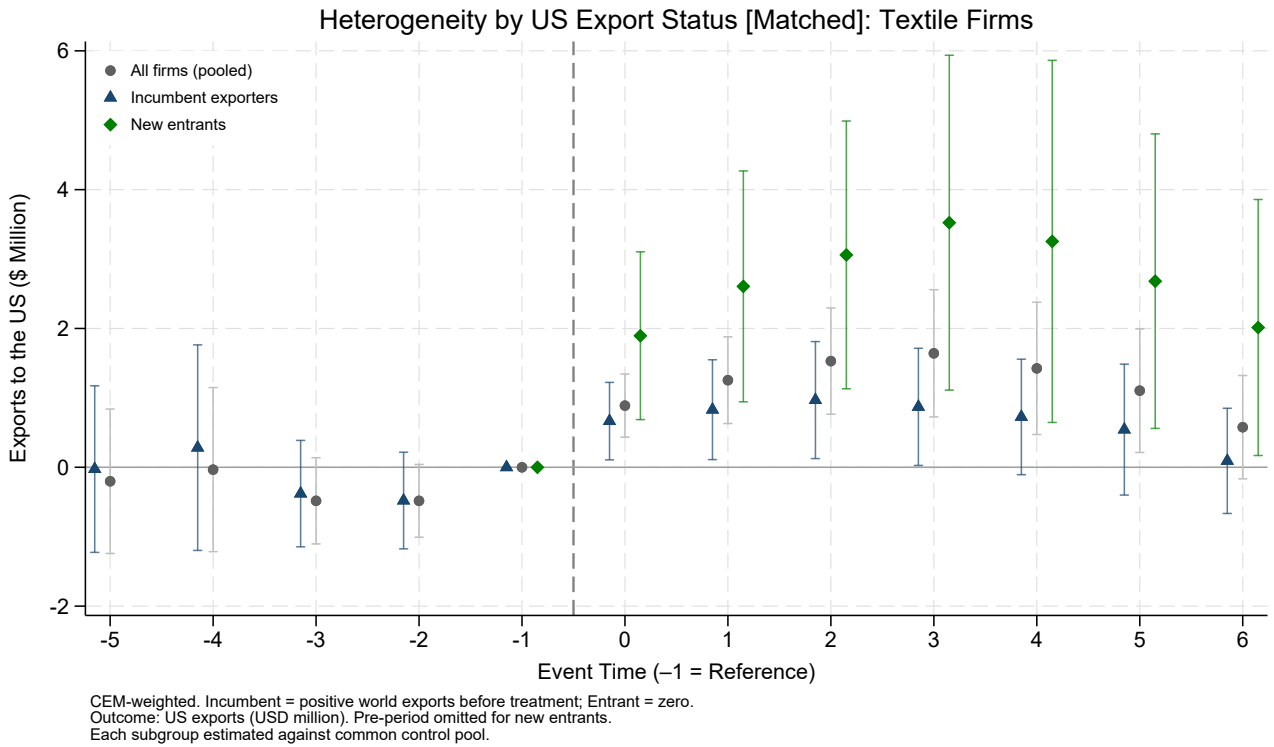 Heterogeneity by US Export Status [Matched]: Textile Firms
All firms (pooled)
Incumbent exporters
New entrants
Exports to the US ($ Million)
6
4
2
0
-2
-5 -4 -3 -2 -1 0 1 2 3 4 5 6
Event Time (–1 = Reference)
CEM-weighted. Incumbent = positive world exports before treatment; Entrant = zero.
Outcome: US exports (USD million). Pre-period omitted for new entrants.
Each subgroup estimated against common control pool.